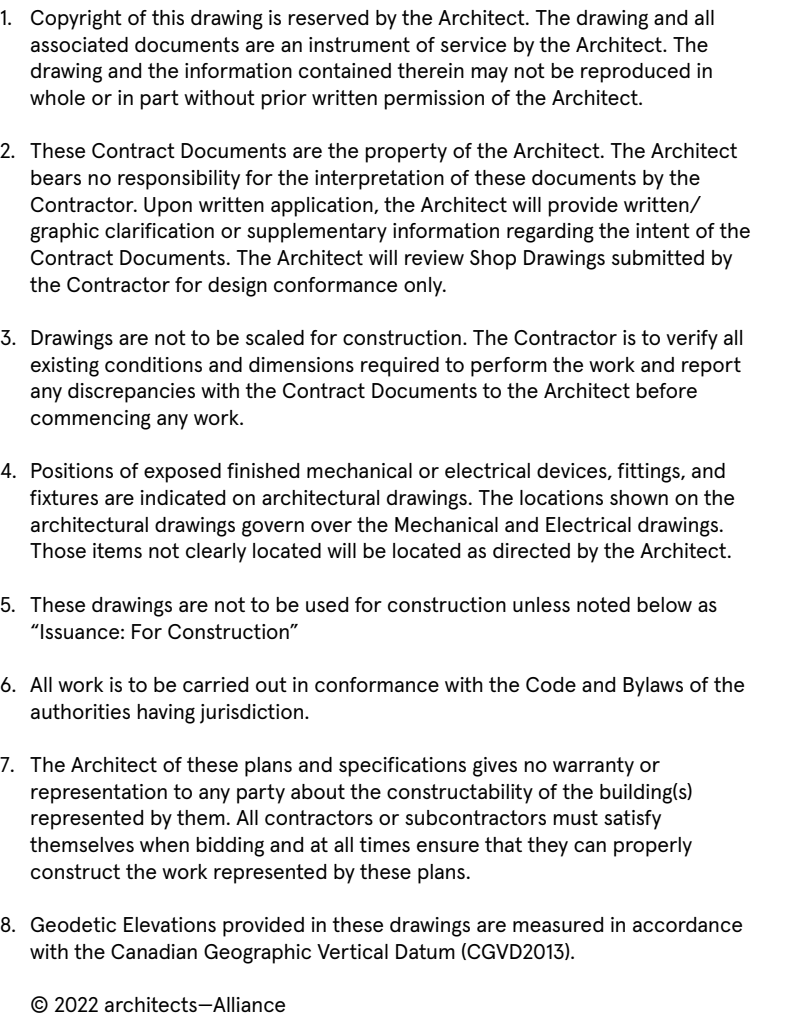 1. Copyright of this drawing is reserved by the Architect. The drawing and all
associated documents are an instrument of service by the Architect. The
drawing and the information contained therein may not be reproduced in
whole or in part without prior written permission of the Architect.
2. These Contract Documents are the property of the Architect. The Architect
bears no responsibility for the interpretation of these documents by the
Contractor. Upon written application, the Architect will provide written/
graphic clarification or supplementary information regarding the intent of the
Contract Documents. The Architect will review Shop Drawings submitted by
the Contractor for design conformance only.
3. Drawings are not to be scaled for construction. The Contractor is to verify all
existing conditions and dimensions required to perform the work and report
any discrepancies with the Contract Documents to the Architect before
commencing any work.
4. Positions of exposed finished mechanical or electrical devices, fittings, and
fixtures are indicated on architectural drawings. The locations shown on the
architectural drawings govern over the Mechanical and Electrical drawings.
Those items not clearly located will be located as directed by the Architect.
5. These drawings are not to be used for construction unless noted below as
“Issuance: For Construction”
6. All work is to be carried out in conformance with the Code and Bylaws of the
authorities having jurisdiction.
7. The Architect of these plans and specifications gives no warranty or
representation to any party about the constructability of the building(s)
represented by them. All contractors or subcontractors must satisfy
themselves when bidding and at all times ensure that they can properly
construct the work represented by these plans.
8. Geodetic Elevations provided in these drawings are measured in accordance
with the Canadian Geographic Vertical Datum (CGVD2013).
© 2022 architects—Alliance